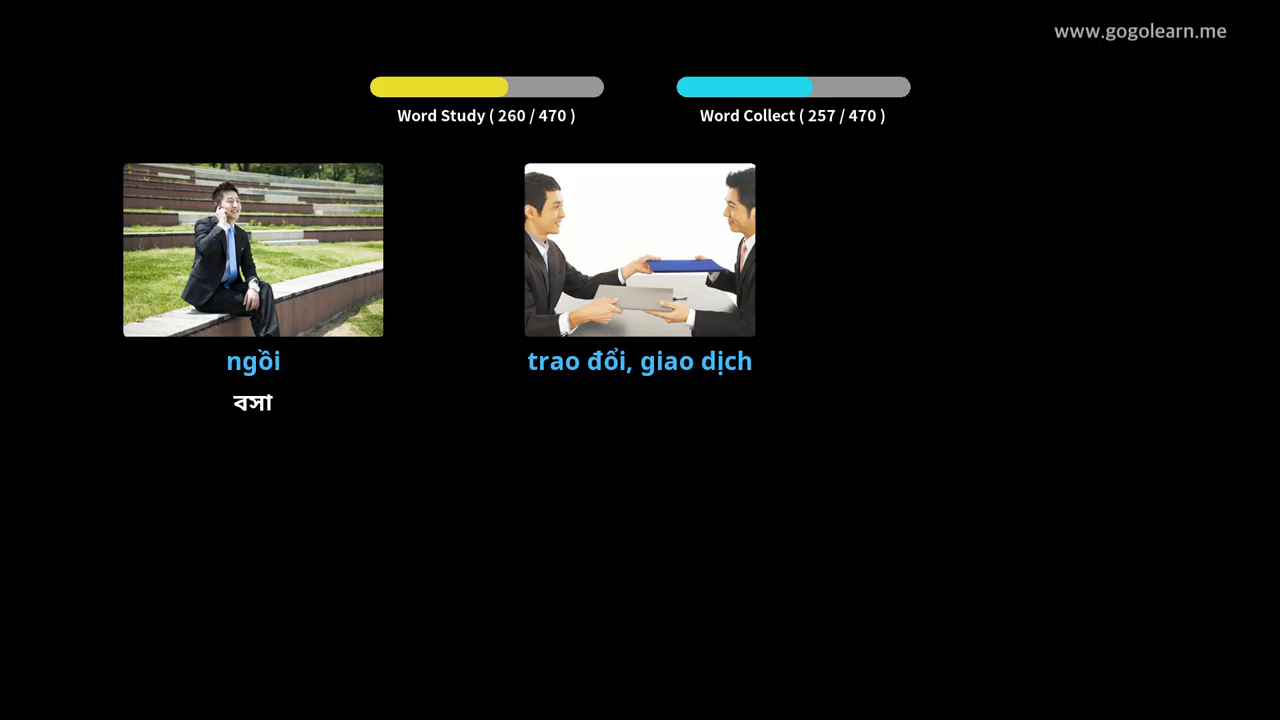 www.gogolearn.me
Word Study ( 260 / 470 )
Word Collect ( 257 / 470 )
ngồi
trao đổi, giao dịch
বসা